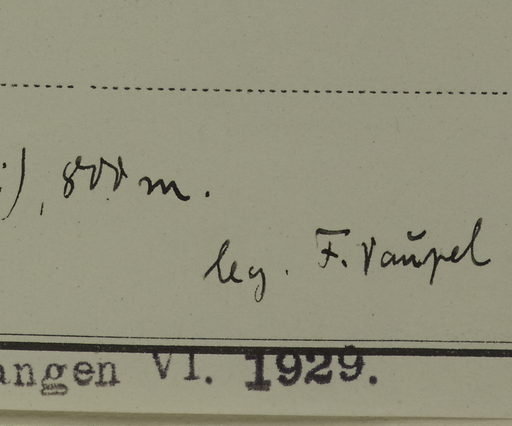 ), 800 m.
leg. F. Vaupel
angen VI. 1929.